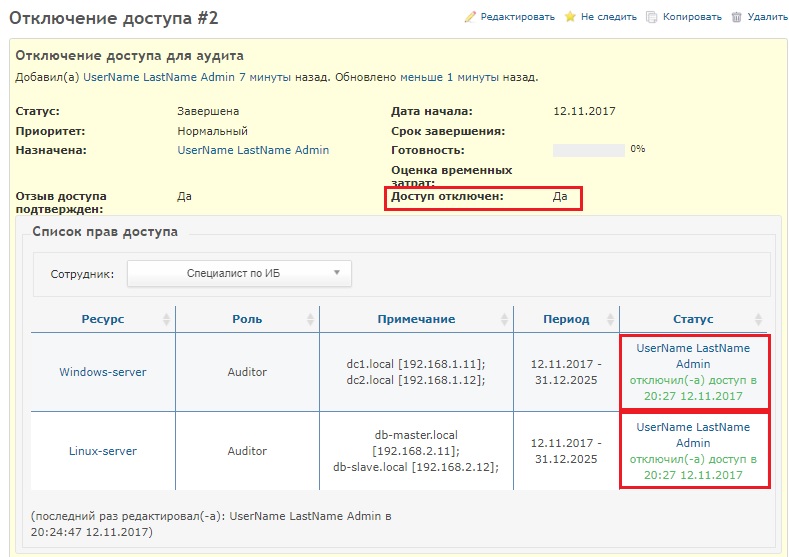 Отключение доступа #2
Редактировать Не следить Копировать Удалить
Отключение доступа для аудита
Добавил(а) UserName LastName Admin 7 минуты назад. Обновлено меньше 1 минуты назад.
Статус: Завершена Дата начала: 12.11.2017
Приоритет: Нормальный Срок завершения:
Назначена: UserName LastName Admin Готовность: 0%
Оценка временных
затрат:
Отзыв доступа Да Доступ отключен: Да
подтвержден:
Список прав доступа
Сотрудник: Специалист по ИБ
Ресурс Роль Примечание Период Статус
Windows-server Auditor dc1.local [192.168.1.11];
dc2.local [192.168.1.12];
12.11.2017 -
31.12.2025
UserName LastName
Admin
отключил(-а) доступ в
20:27 12.11.2017
Linux-server Auditor db-master.local
[192.168.2.11];
db-slave.local [192.168.2.12];
12.11.2017 -
31.12.2025
UserName LastName
Admin
отключил(-а) доступ в
20:27 12.11.2017
(последний раз редактировал(-а): UserName LastName Admin в
20:24:47 12.11.2017)